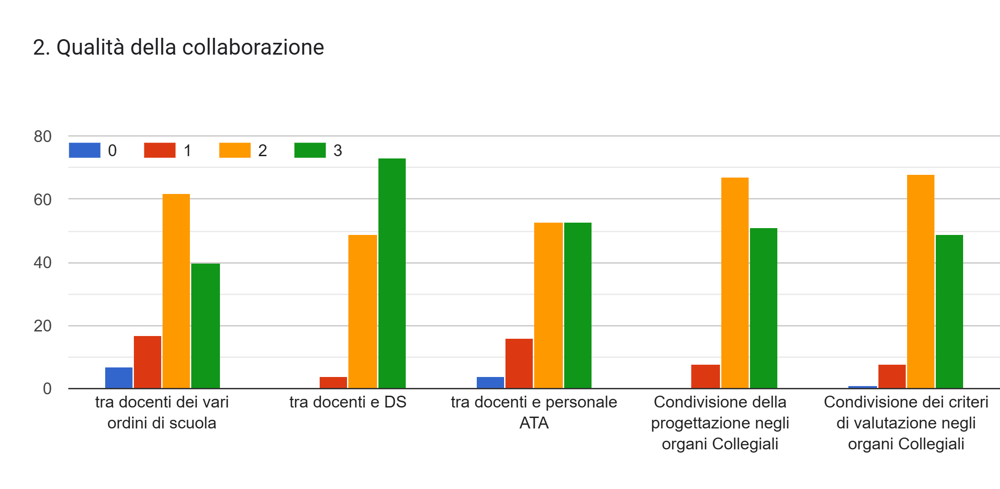 2. Qualità della collaborazione
80
0 1 2 3
60
40
20
0
tra docenti dei vari
ordini di scuola
tra docenti e DS
tra docenti e personale
ATA
Condivisione della
progettazione negli
organi Collegiali
Condivisione dei criteri
di valutazione negli
organi Collegiali